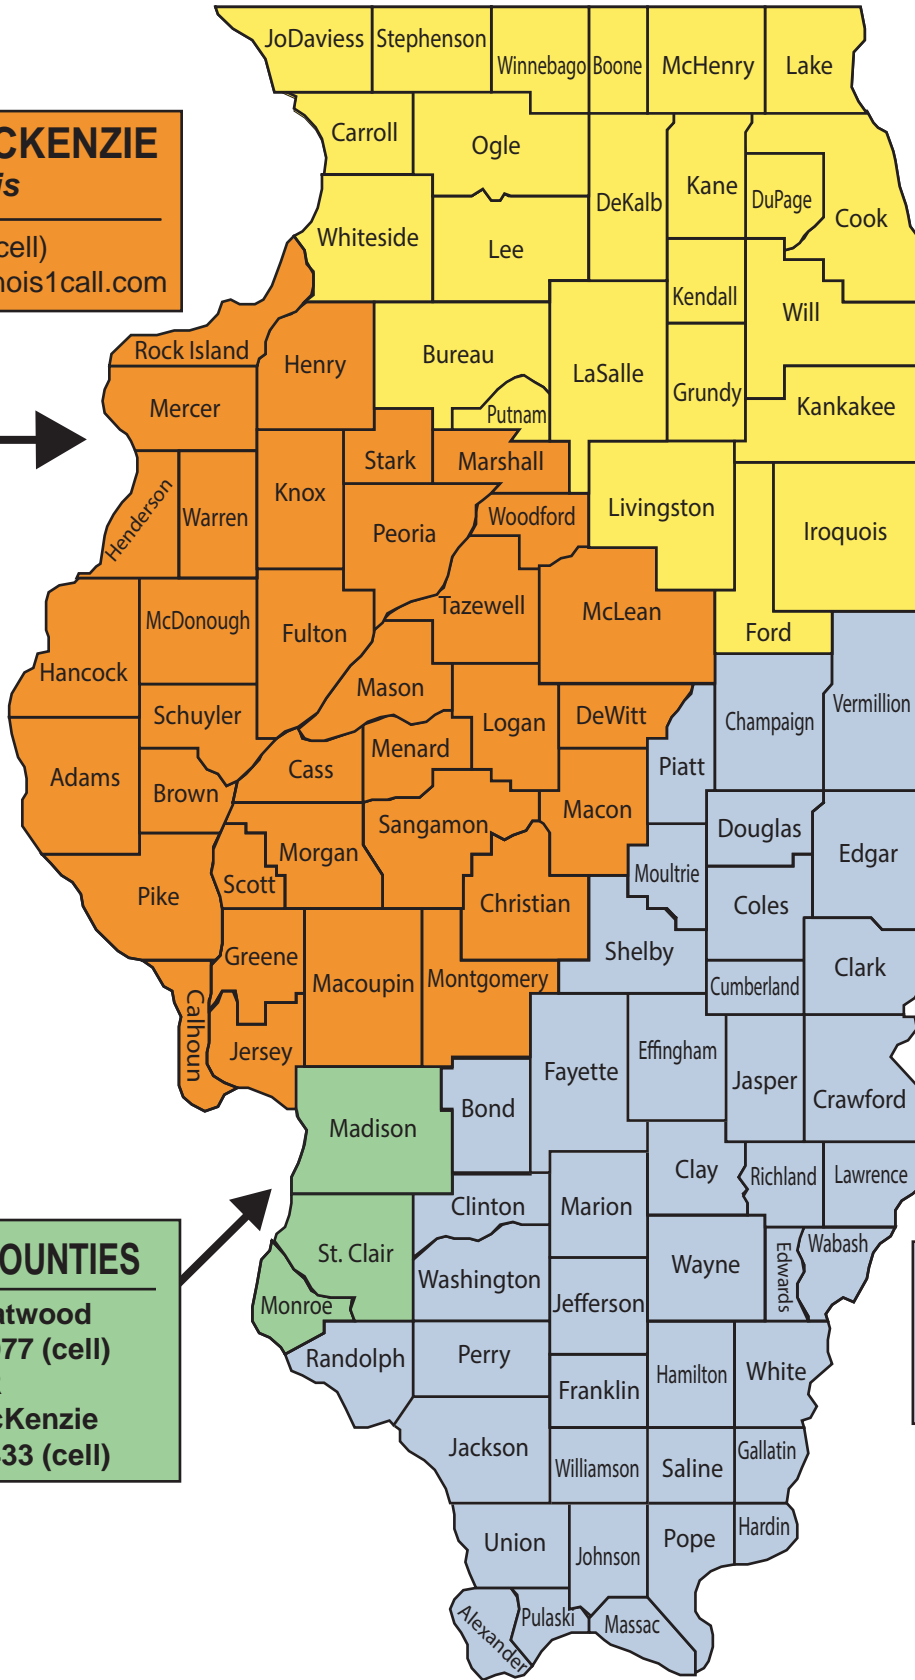 JoDaviess
Stephenson
Winnebago
Boone
McHenry
Lake
CKENZIE
is
cell)
nois1call.com
Carroll
Ogle
DeKalb
Kane
DuPage
Cook
Whiteside
Lee
Kendall
Will
Rock Island
Henry
Bureau
LaSalle
Grundy
Kankakee
Mercer
Putnam
Stark
Marshall
Henderson
Warren
Knox
Peoria
Woodford
Livingston
Iroquois
McDonough
Fulton
Tazewell
McLean
Ford
Hancock
Mason
Schuyler
Logan
DeWitt
Champaign
Vermillion
Adams
Brown
Cass
Menard
Piatt
Sangamon
Macon
Douglas
Edgar
Pike
Scott
Morgan
Christian
Moultrie
Coles
Greene
Macoupin
Montgomery
Shelby
Cumberland
Clark
Calhoun
Jersey
Fayette
Effingham
Jasper
Crawford
Madison
Bond
Clay
Richland
Lawrence
Clinton
Marion
OUNTIES
St. Clair
Washington
Wayne
Edwards
Wabash
Monroe
Jefferson
atwood
077 (cell)
cKenzie
433 (cell)
Randolph
Perry
Franklin
Hamilton
White
Jackson
Williamson
Saline
Gallatin
Union
Johnson
Pope
Hardin
Alexander
Pulaski
Massac